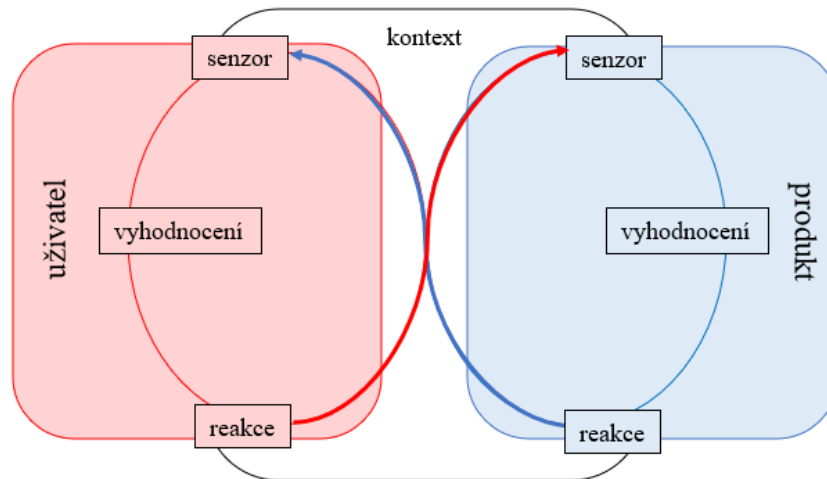 kontext
senzor
senzor
uživatel
vyhodnocení
vyhodnocení
produkt
reakce
reakce